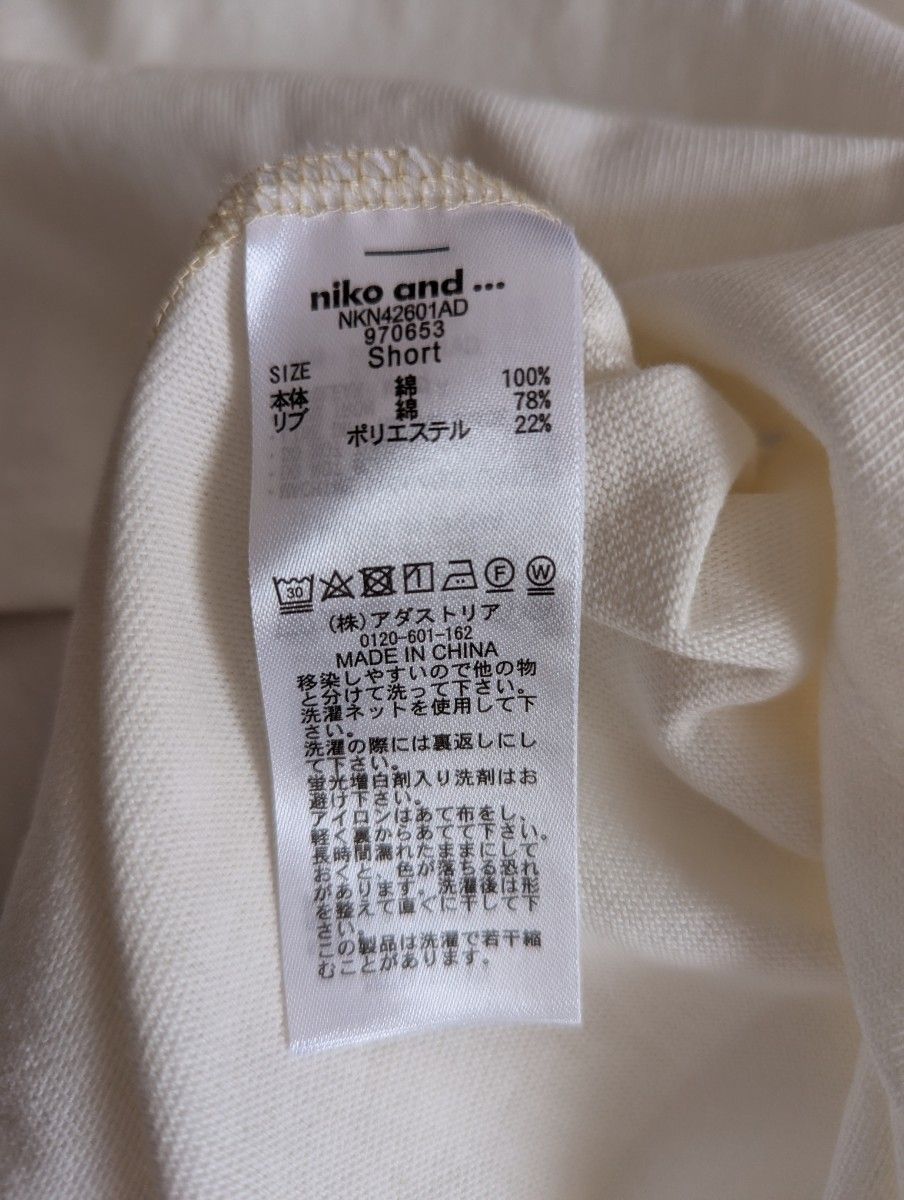 niko and ...
NKN42601AD
970653
SIZE Short
本体 綿 100%
リブ 綿 78%
ポリエステル 22%
30 1 F W
(株)アダストリア
0120-601-162
MADE IN CHINA
移染しやすいので他の物
と分けて洗って下さい。
洗濯ネットを使用して下
さい。
洗濯の際には裏返しにし
て下さい。
蛍光増白剤入り洗剤はお
避け下さい。
アイロンはあて布をし、
軽く裏からあてて下さい。
長時間濡れたままにして
おくと、色が落ちる恐れ
があります。洗濯後は形
を整えて直ぐに干して下
さい。
この製品は洗濯で若干縮
むことがあります。